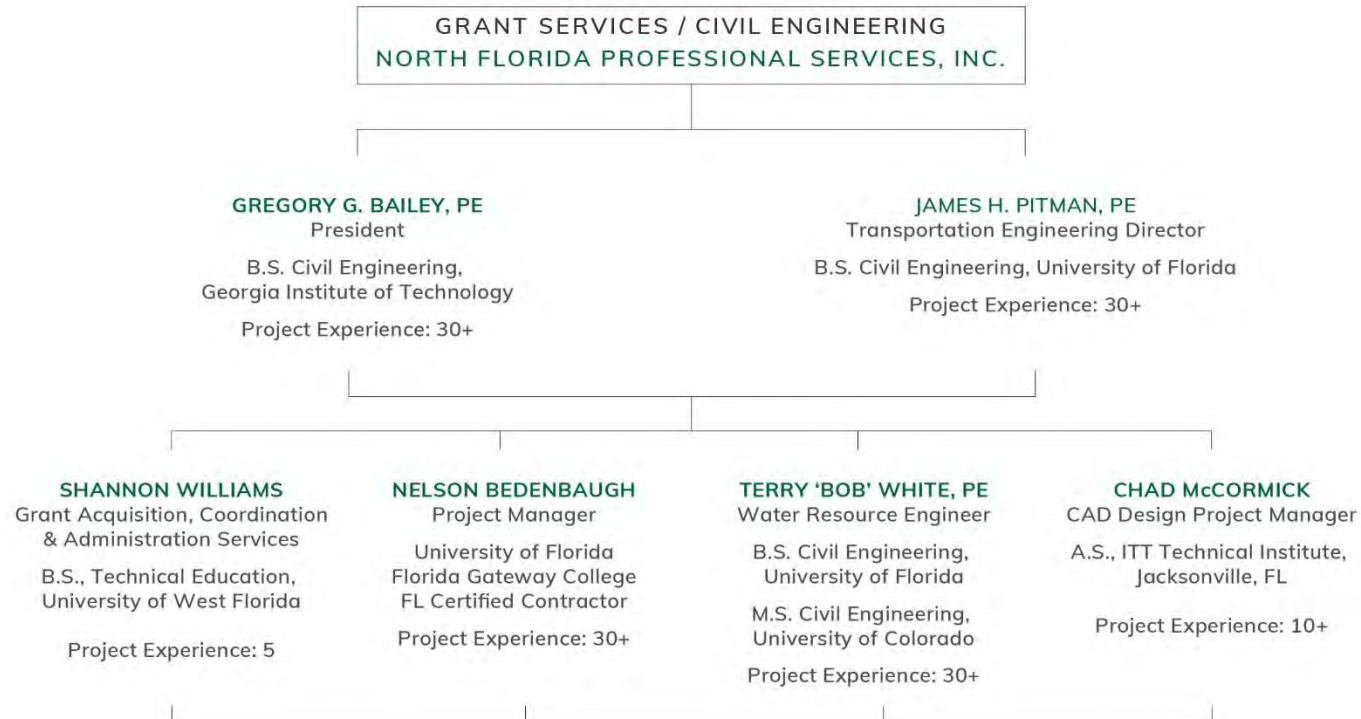 GRANT SERVICES / CIVIL ENGINEERING
NORTH FLORIDA PROFESSIONAL SERVICES, INC.
GREGORY G. BAILEY, PE
President
B.S. Civil Engineering,
Georgia Institute of Technology
Project Experience: 30+
JAMES H. PITMAN, PE
Transportation Engineering Director
B.S. Civil Engineering, University of Florida
Project Experience: 30+
SHANNON WILLIAMS
Grant Acquisition, Coordination
& Administration Services
B.S., Technical Education,
University of West Florida
Project Experience: 5
NELSON BEDENBAUGH
Project Manager
University of Florida
Florida Gateway College
FL Certified Contractor
Project Experience: 30+
TERRY ‘BOB’ WHITE, PE
Water Resource Engineer
B.S. Civil Engineering,
University of Florida
M.S. Civil Engineering,
University of Colorado
Project Experience: 30+
CHAD McCORMICK
CAD Design Project Manager
A.S., ITT Technical Institute,
Jacksonville, FL
Project Experience: 10+